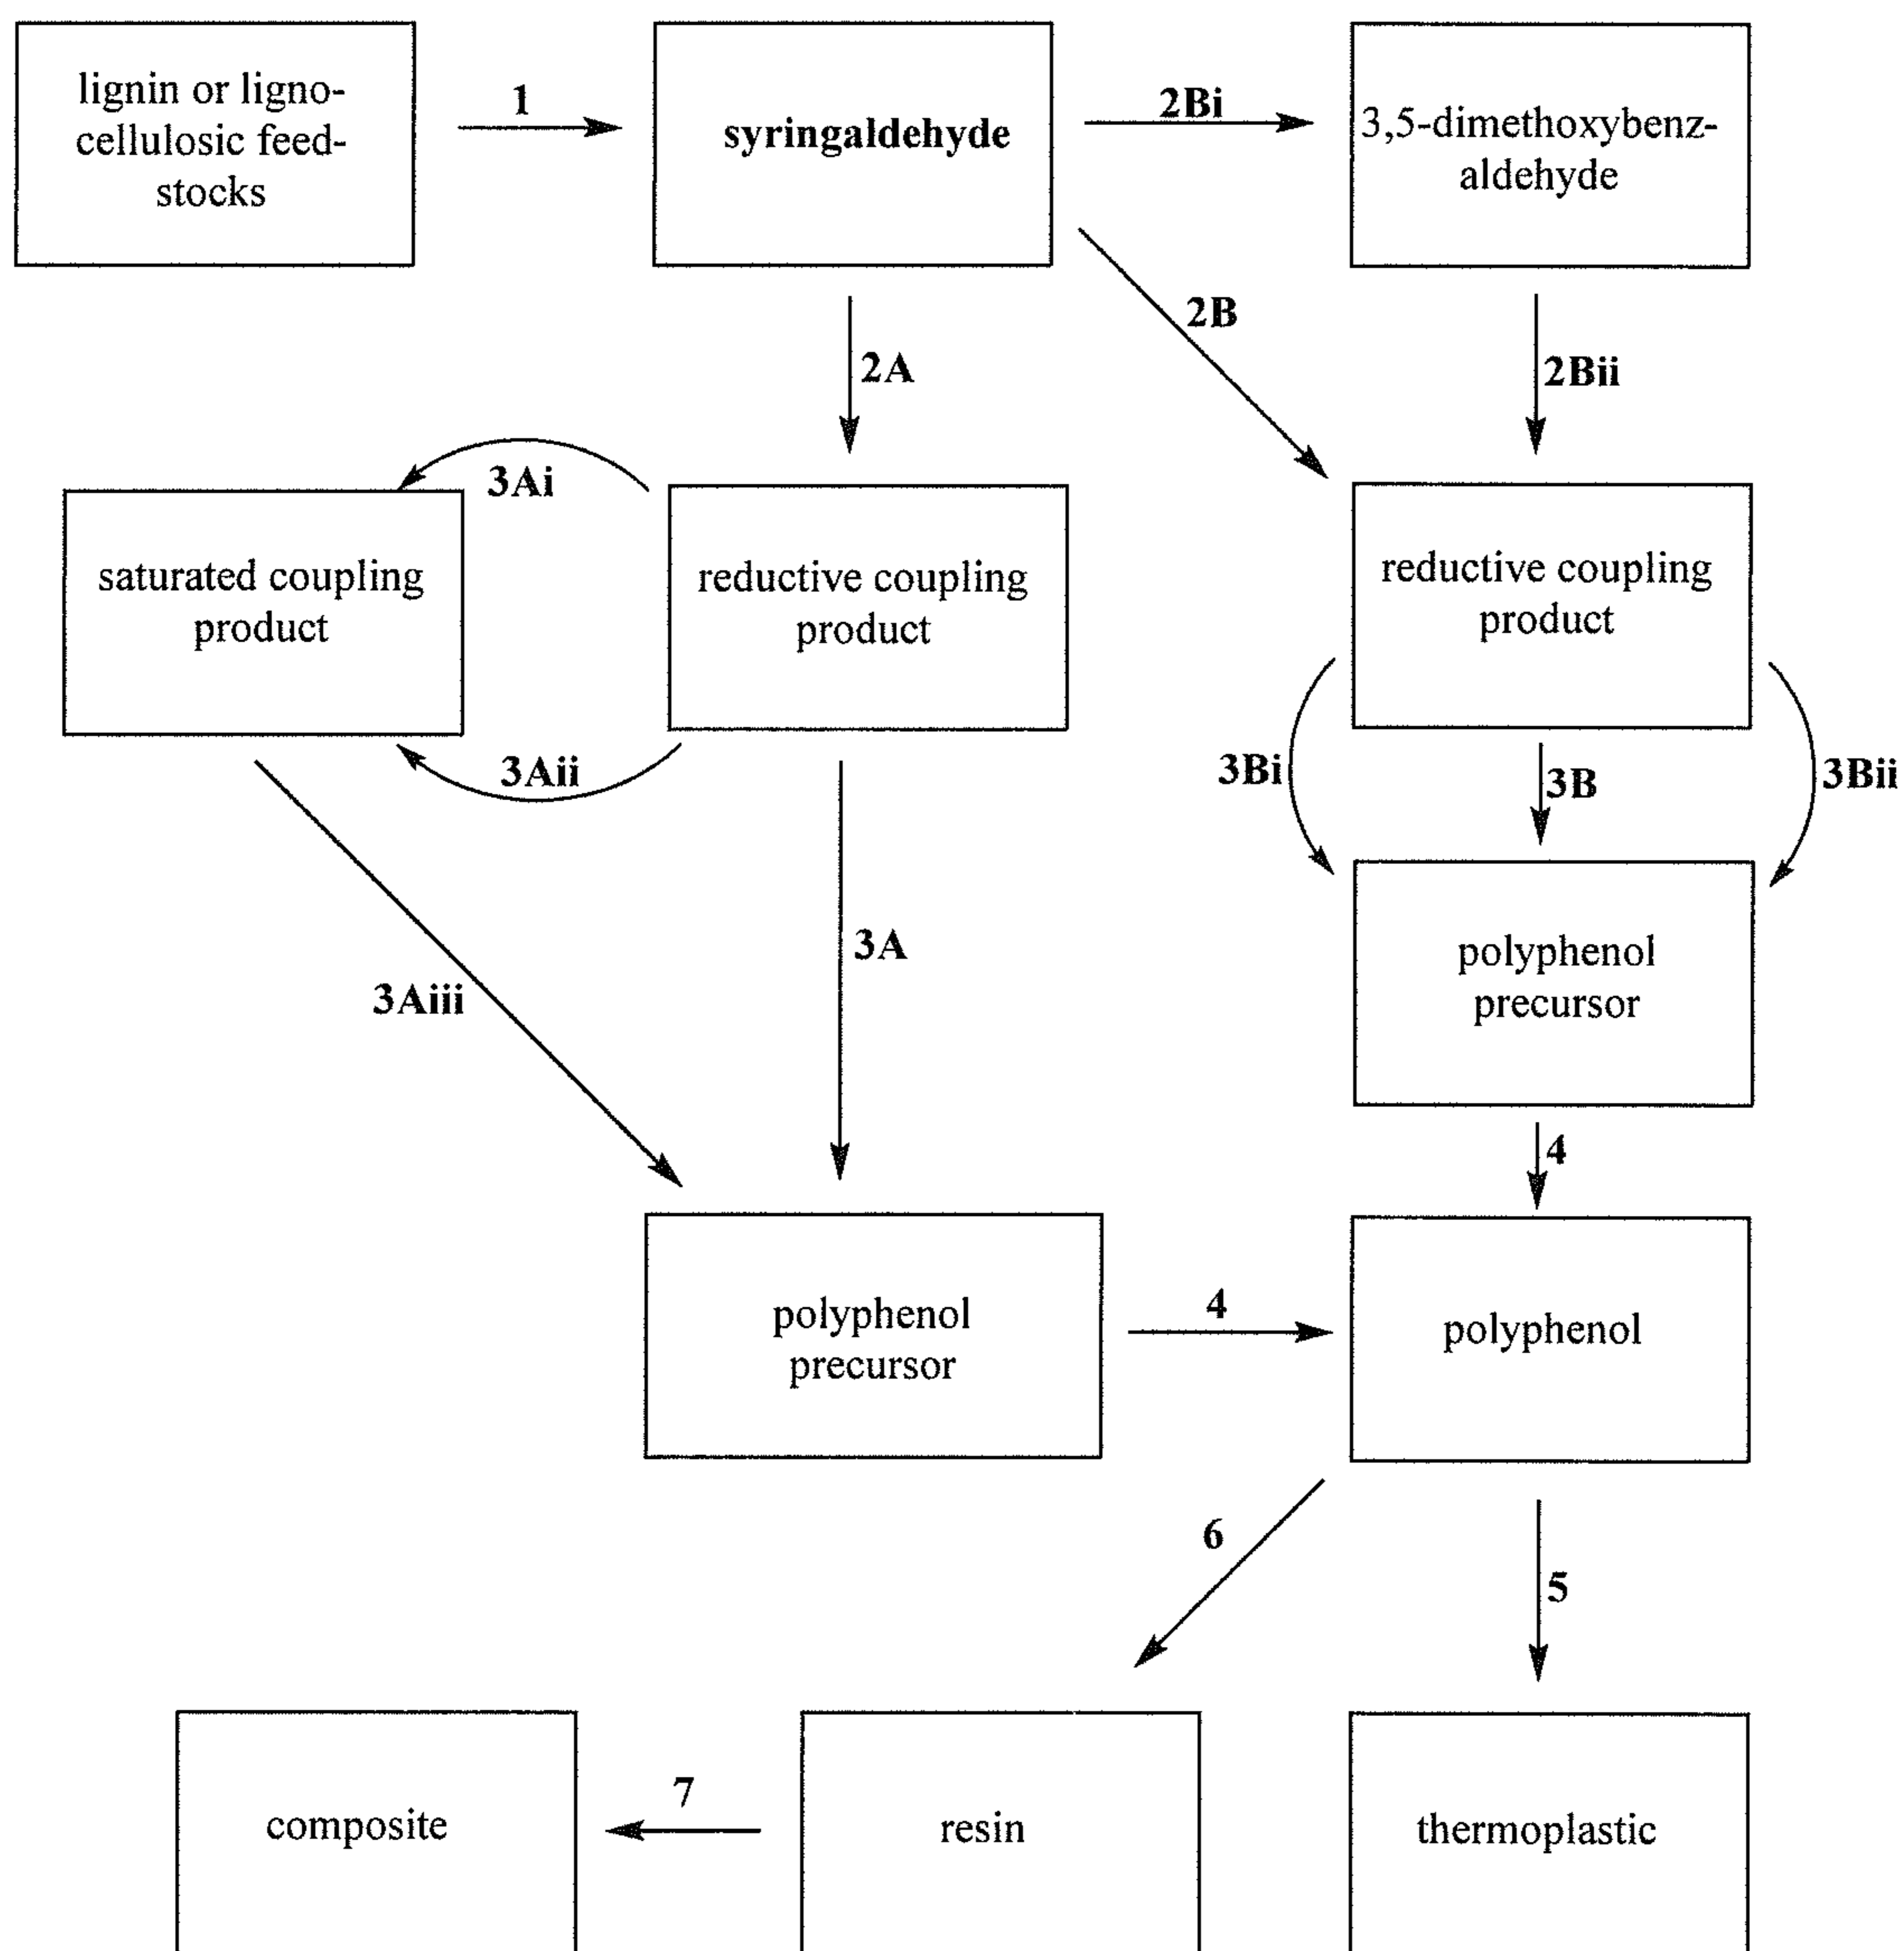 lignin or ligno-
cellulosic feed-
stocks
1
syringaldehyde
2Bi
3,5-dimethoxybenz-
aldehyde
2A
2B
2Bii
3Ai
saturated coupling
product
reductive coupling
product
reductive coupling
product
3Aii
3Bi
3B
3Bii
3Aiii
3A
polyphenol
precursor
4
polyphenol
precursor
4
polyphenol
6
5
composite
7
resin
thermoplastic